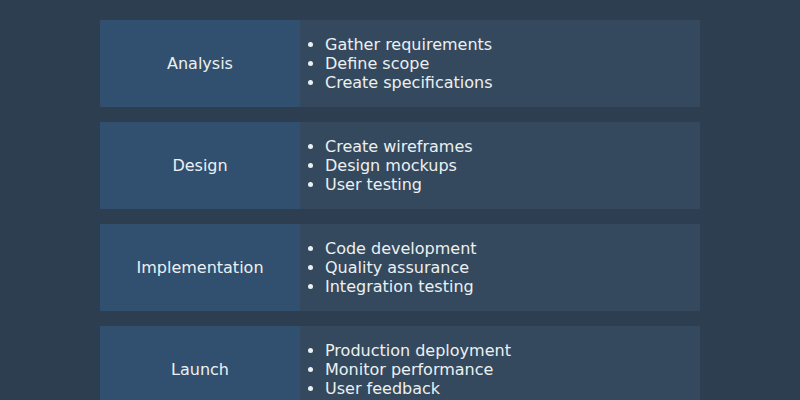 Analysis
• Gather requirements
• Define scope
• Create specifications
Design
• Create wireframes
• Design mockups
• User testing
Implementation
• Code development
• Quality assurance
• Integration testing
Launch
• Production deployment
• Monitor performance
• User feedback